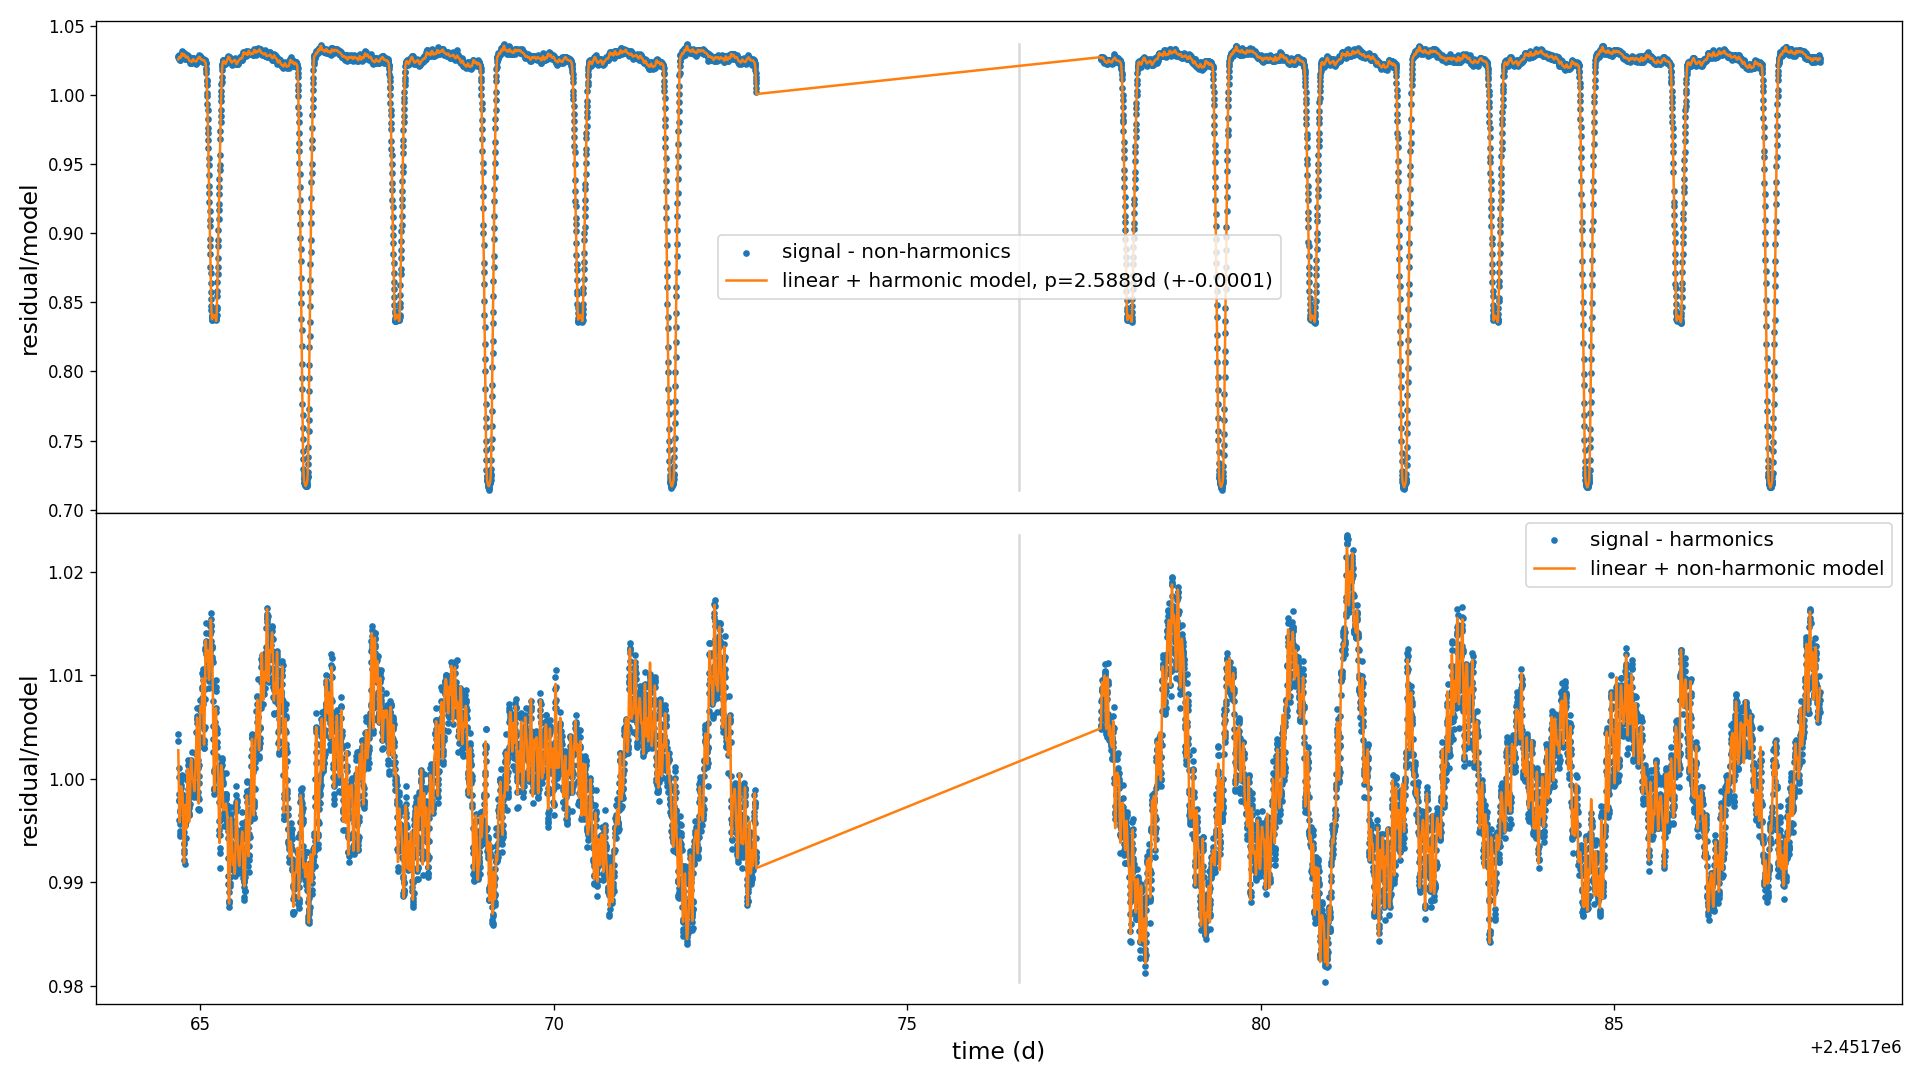 1.05
1.00
0.95
0.90
0.85
0.80
0.75
0.70
residual/model
signal - non-harmonics
linear + harmonic model, p=2.5889d (+-0.0001)
1.02
1.01
1.00
0.99
0.98
residual/model
signal - harmonics
linear + non-harmonic model
65
70
75
80
85
time (d)
+2.4517e6